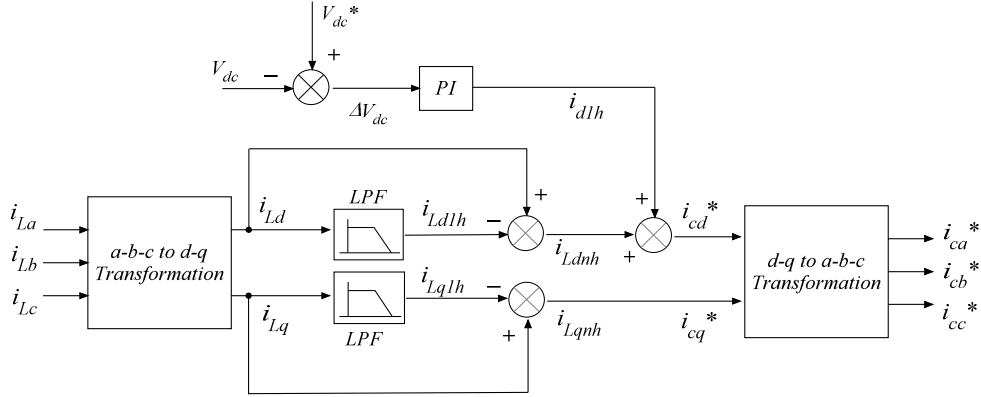 V_dc*
+
V_dc
−
PI
ΔV_dc
i_d1h
LPF
i_La
i_Ld
i_Ld1h
−
+
+
i_cd*
i_ca*
a-b-c to d-q
Transformation
i_Lb
i_Ldnh
+
d-q to a-b-c
Transformation
i_cb*
i_Lc
i_Lq
i_Lq1h
−
i_cc*
LPF
+
i_Lqnh
i_cq*